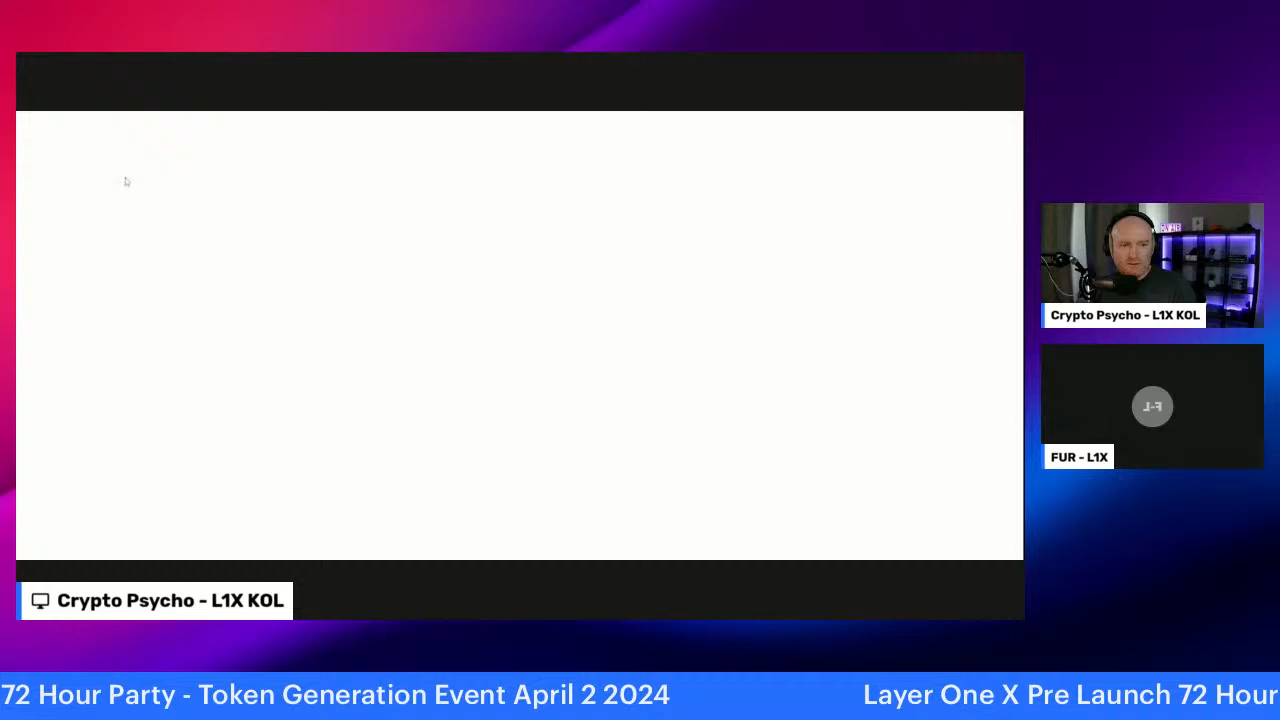 Crypto Psycho - L1X KOL
FUR - L1X
Crypto Psycho - L1X KOL
72 Hour Party - Token Generation Event April 2 2024
Layer One X Pre Launch 72 Hour